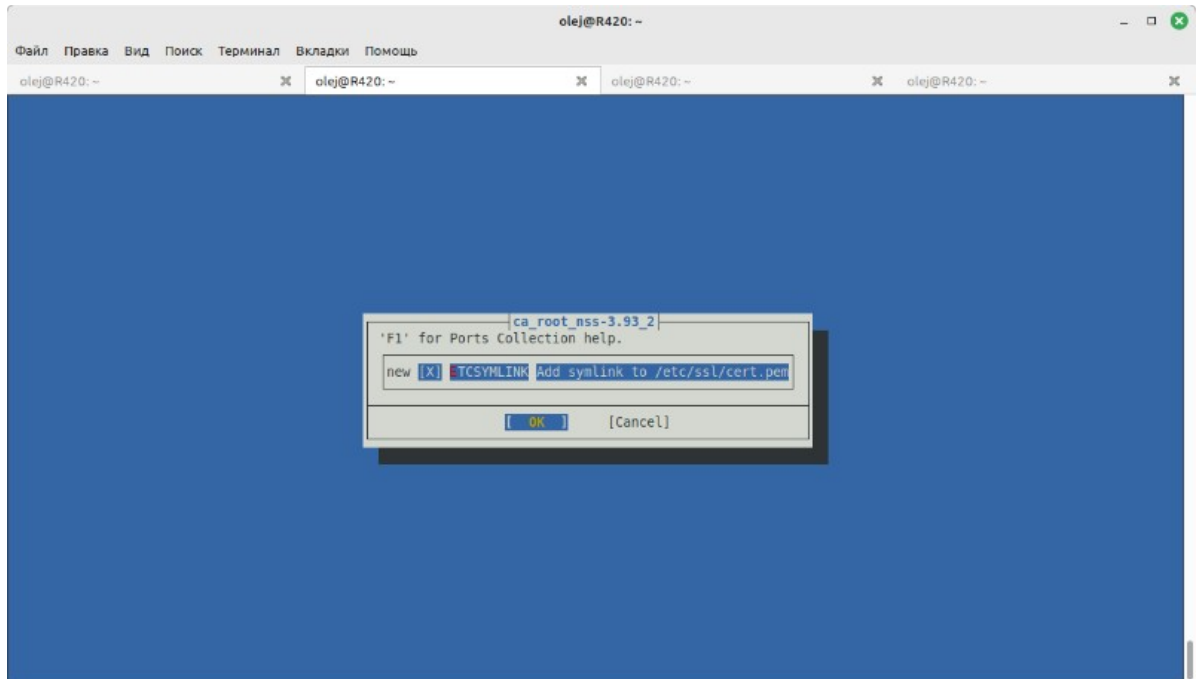 olej@R420: ~
Файл Правка Вид Поиск Терминал Вкладки Помощь
olej@R420: ~ olej@R420: ~ olej@R420: ~ olej@R420: ~
ca_root_nss-3.93_2
'F1' for Ports Collection help.
new [X] ETCSYMLINK Add symlink to /etc/ssl/cert.pem
[ OK ] [Cancel]